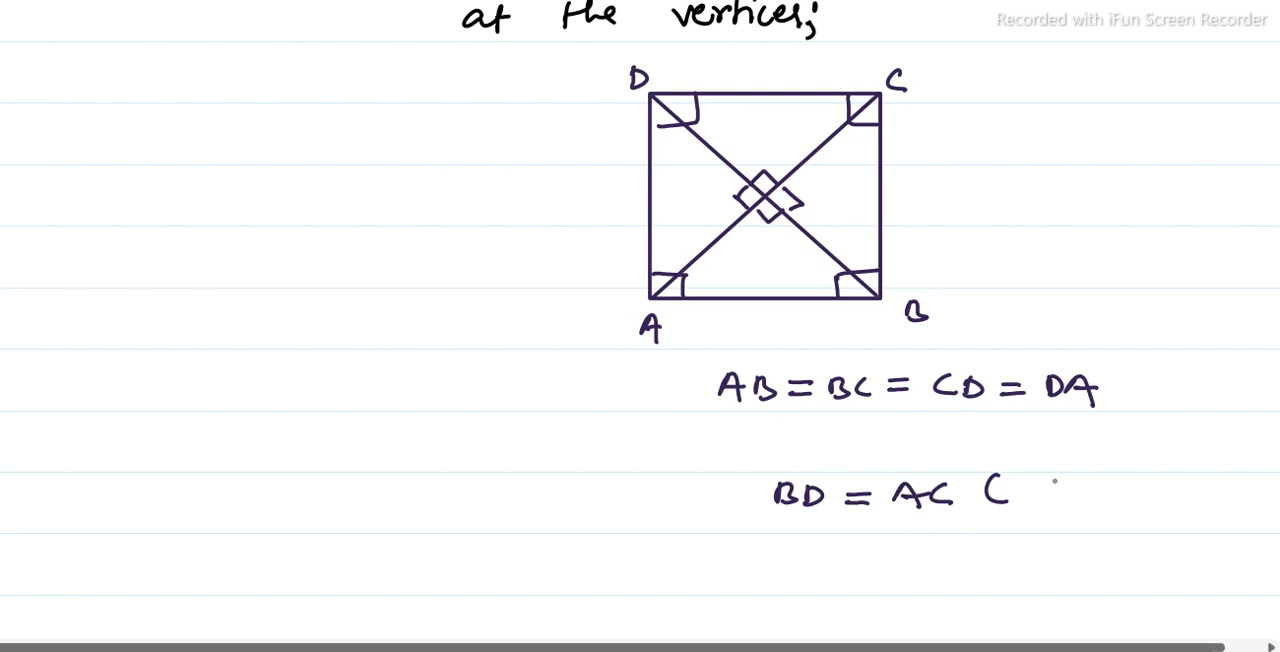 at the vertices;
Recorded with iFun Screen Recorder
D C
A B
AB = BC = CD = DA
BD = AC (